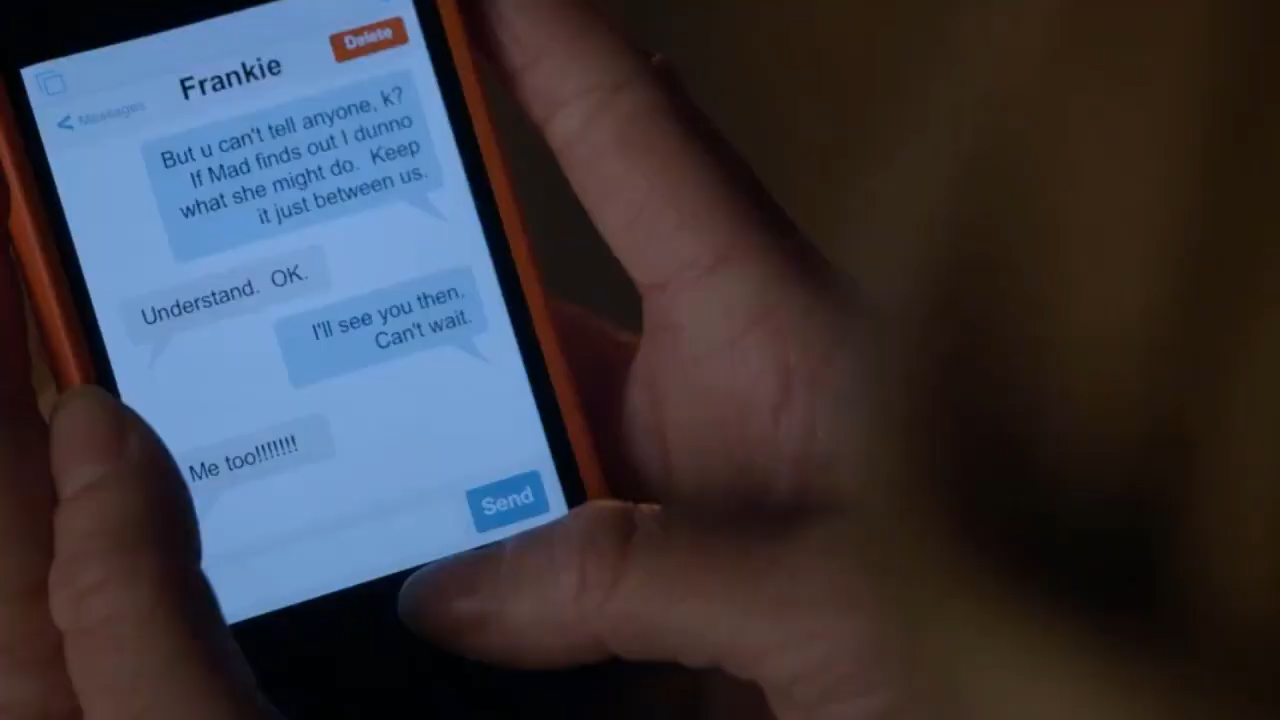 Delete
Frankie
< Messages
But u can't tell anyone, k?
If Mad finds out I dunno
what she might do.  Keep
it just between us.
Understand.  OK.
I'll see you then.
Can't wait.
Me too!!!!!!!
Send